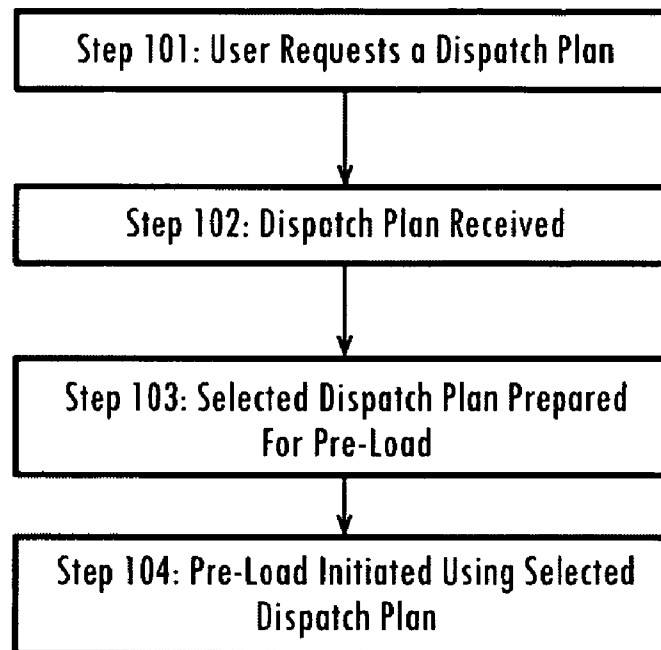 Step 101: User Requests a Dispatch Plan
Step 102: Dispatch Plan Received
Step 103: Selected Dispatch Plan Prepared
For Pre-Load
Step 104: Pre-Load Initiated Using Selected
Dispatch Plan